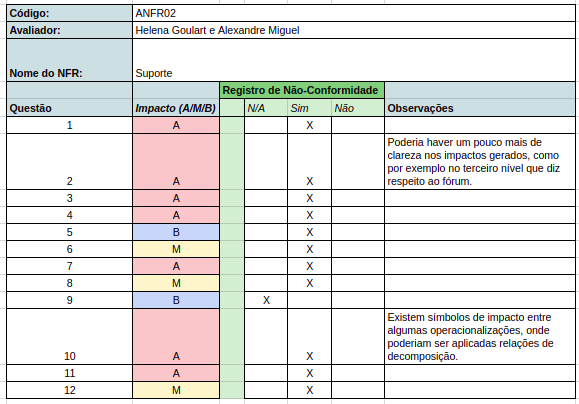 Código: ANFR02
Avaliador: Helena Goulart e Alexandre Miguel
Nome do NFR: Suporte
Registro de Não-Conformidade
Questão Impacto (A/M/B) N/A Sim Não Observações
1 A X
Poderia haver um pouco mais de
clareza nos impactos gerados, como
por exemplo no terceiro nível que diz
2 A X respeito ao fórum.
3 A X
4 A X
5 B X
6 M X
7 A X
8 M X
9 B X
Existem símbolos de impacto entre
algumas operacionalizações, onde
poderiam ser aplicadas relações de
10 A X decomposição.
11 A X
12 M X